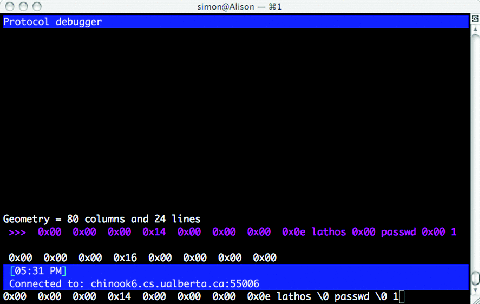 simon@Alison — ⌘1
Protocol debugger
Geometry = 80 columns and 24 lines
>>> 0x00 0x00 0x00 0x14 0x00 0x00 0x00 0x0e lathos 0x00 passwd 0x00 1
0x00 0x00 0x00 0x16 0x00 0x00 0x00 0x00
[05:31 PM]
Connected to: chinook6.cs.ualberta.ca:55006
0x00 0x00 0x00 0x14 0x00 0x00 0x00 0x0e lathos \0 passwd \0 1